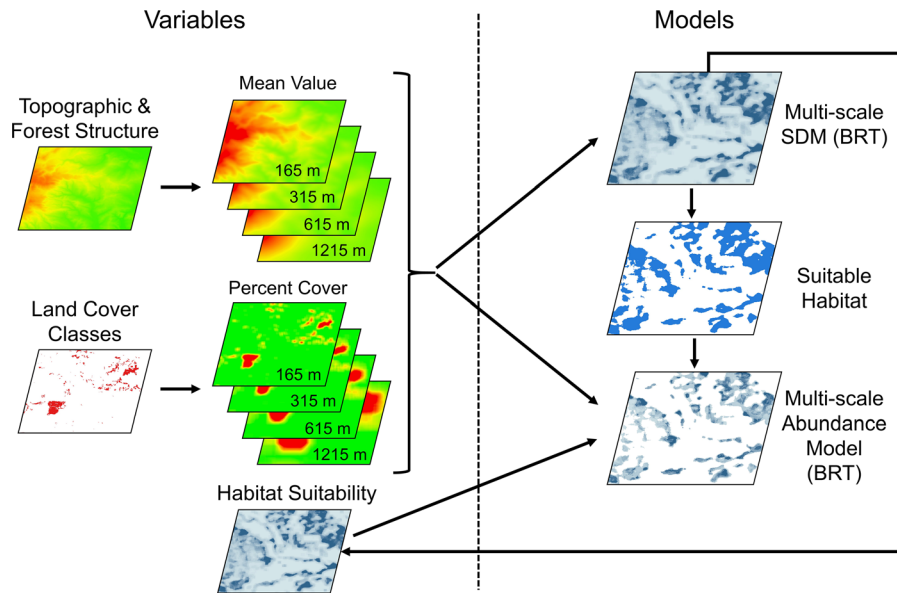 Variables
Models
Topographic &
Forest Structure
Mean Value
165 m
315 m
615 m
1215 m
Land Cover
Classes
Percent Cover
165 m
315 m
615 m
1215 m
Habitat Suitability
Multi-scale
SDM (BRT)
Suitable
Habitat
Multi-scale
Abundance
Model
(BRT)